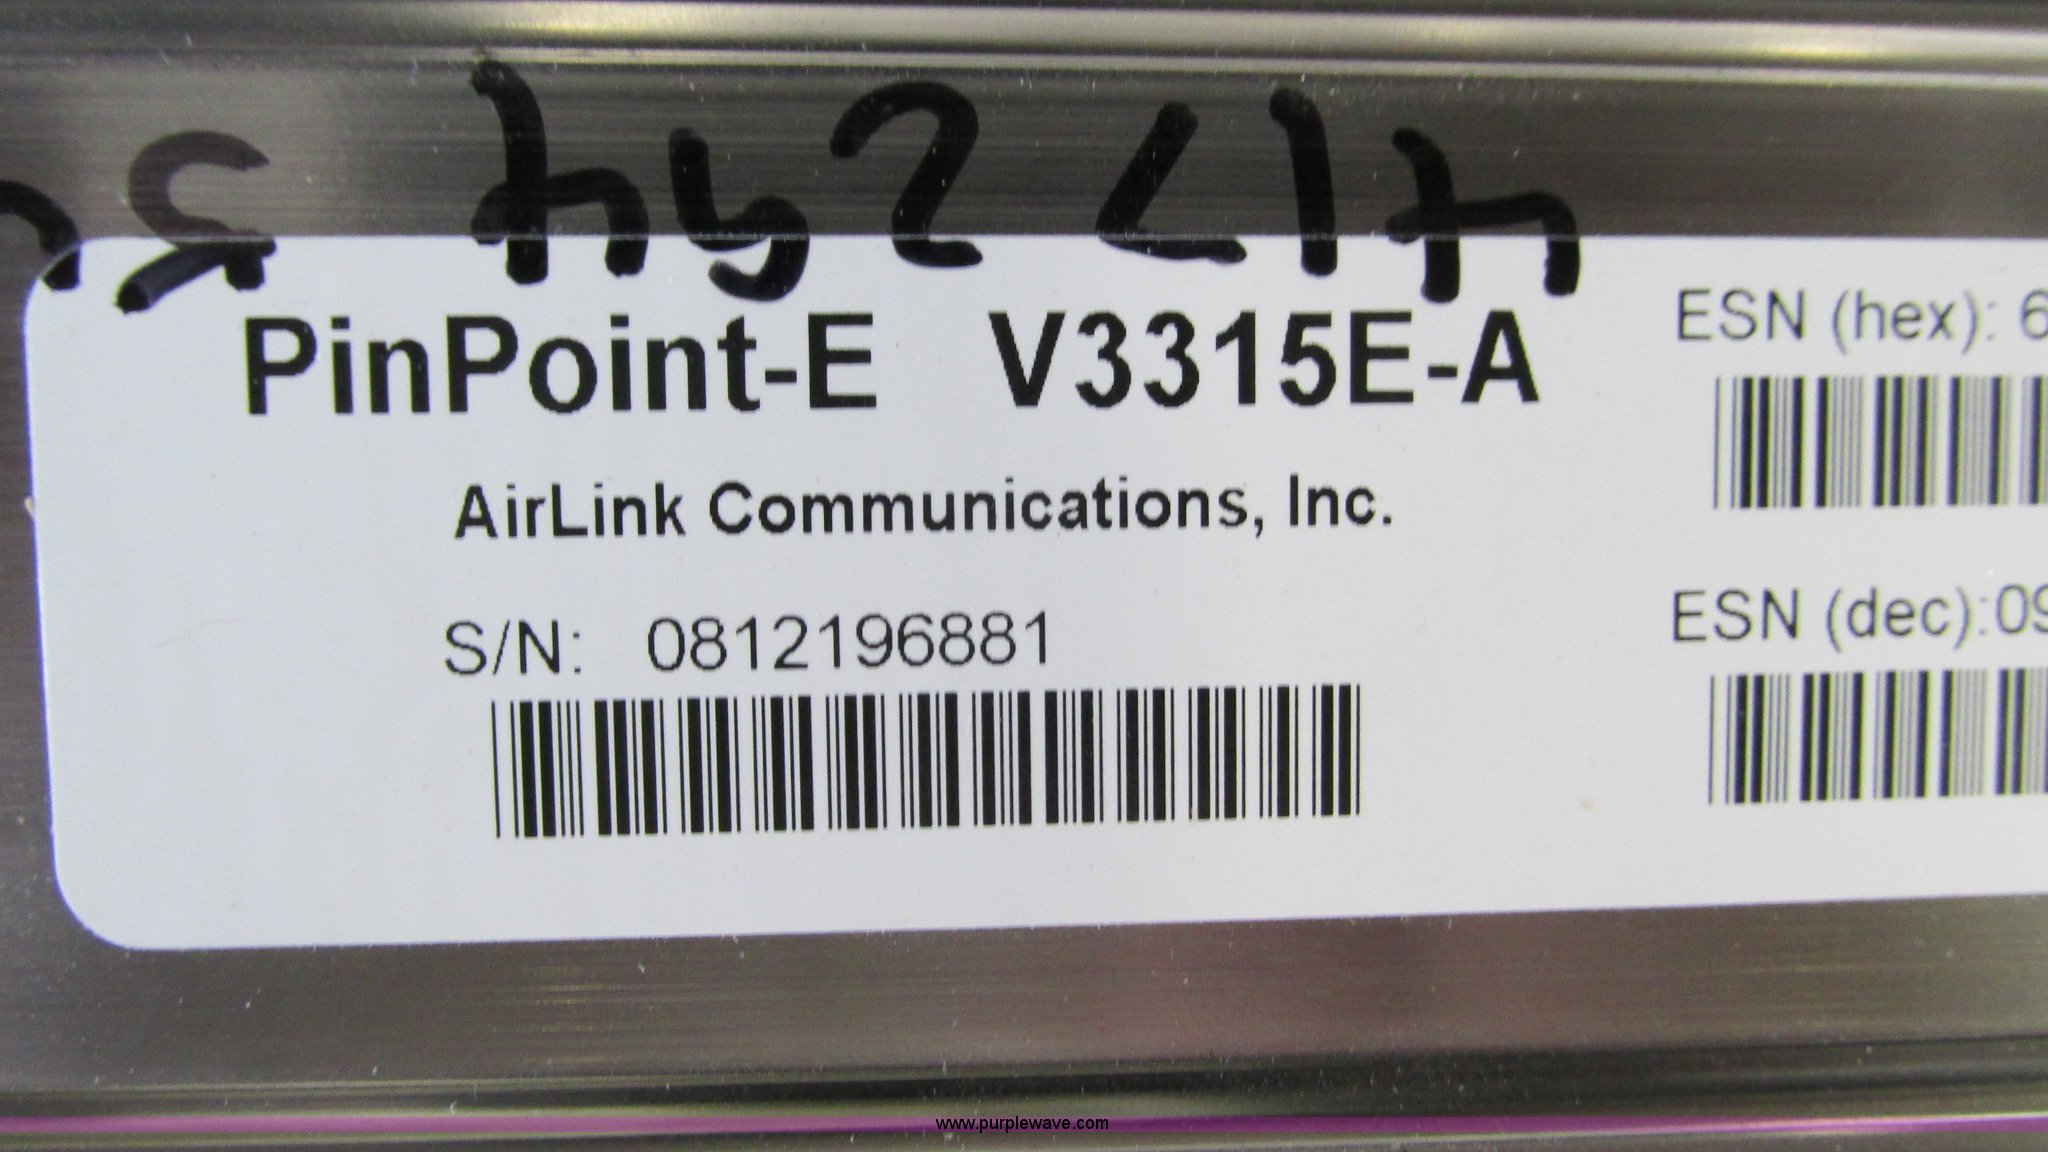 PinPoint-E V3315E-A
AirLink Communications, Inc.
S/N: 0812196881
ESN (hex): 6
ESN (dec):09
www.purplewave.com